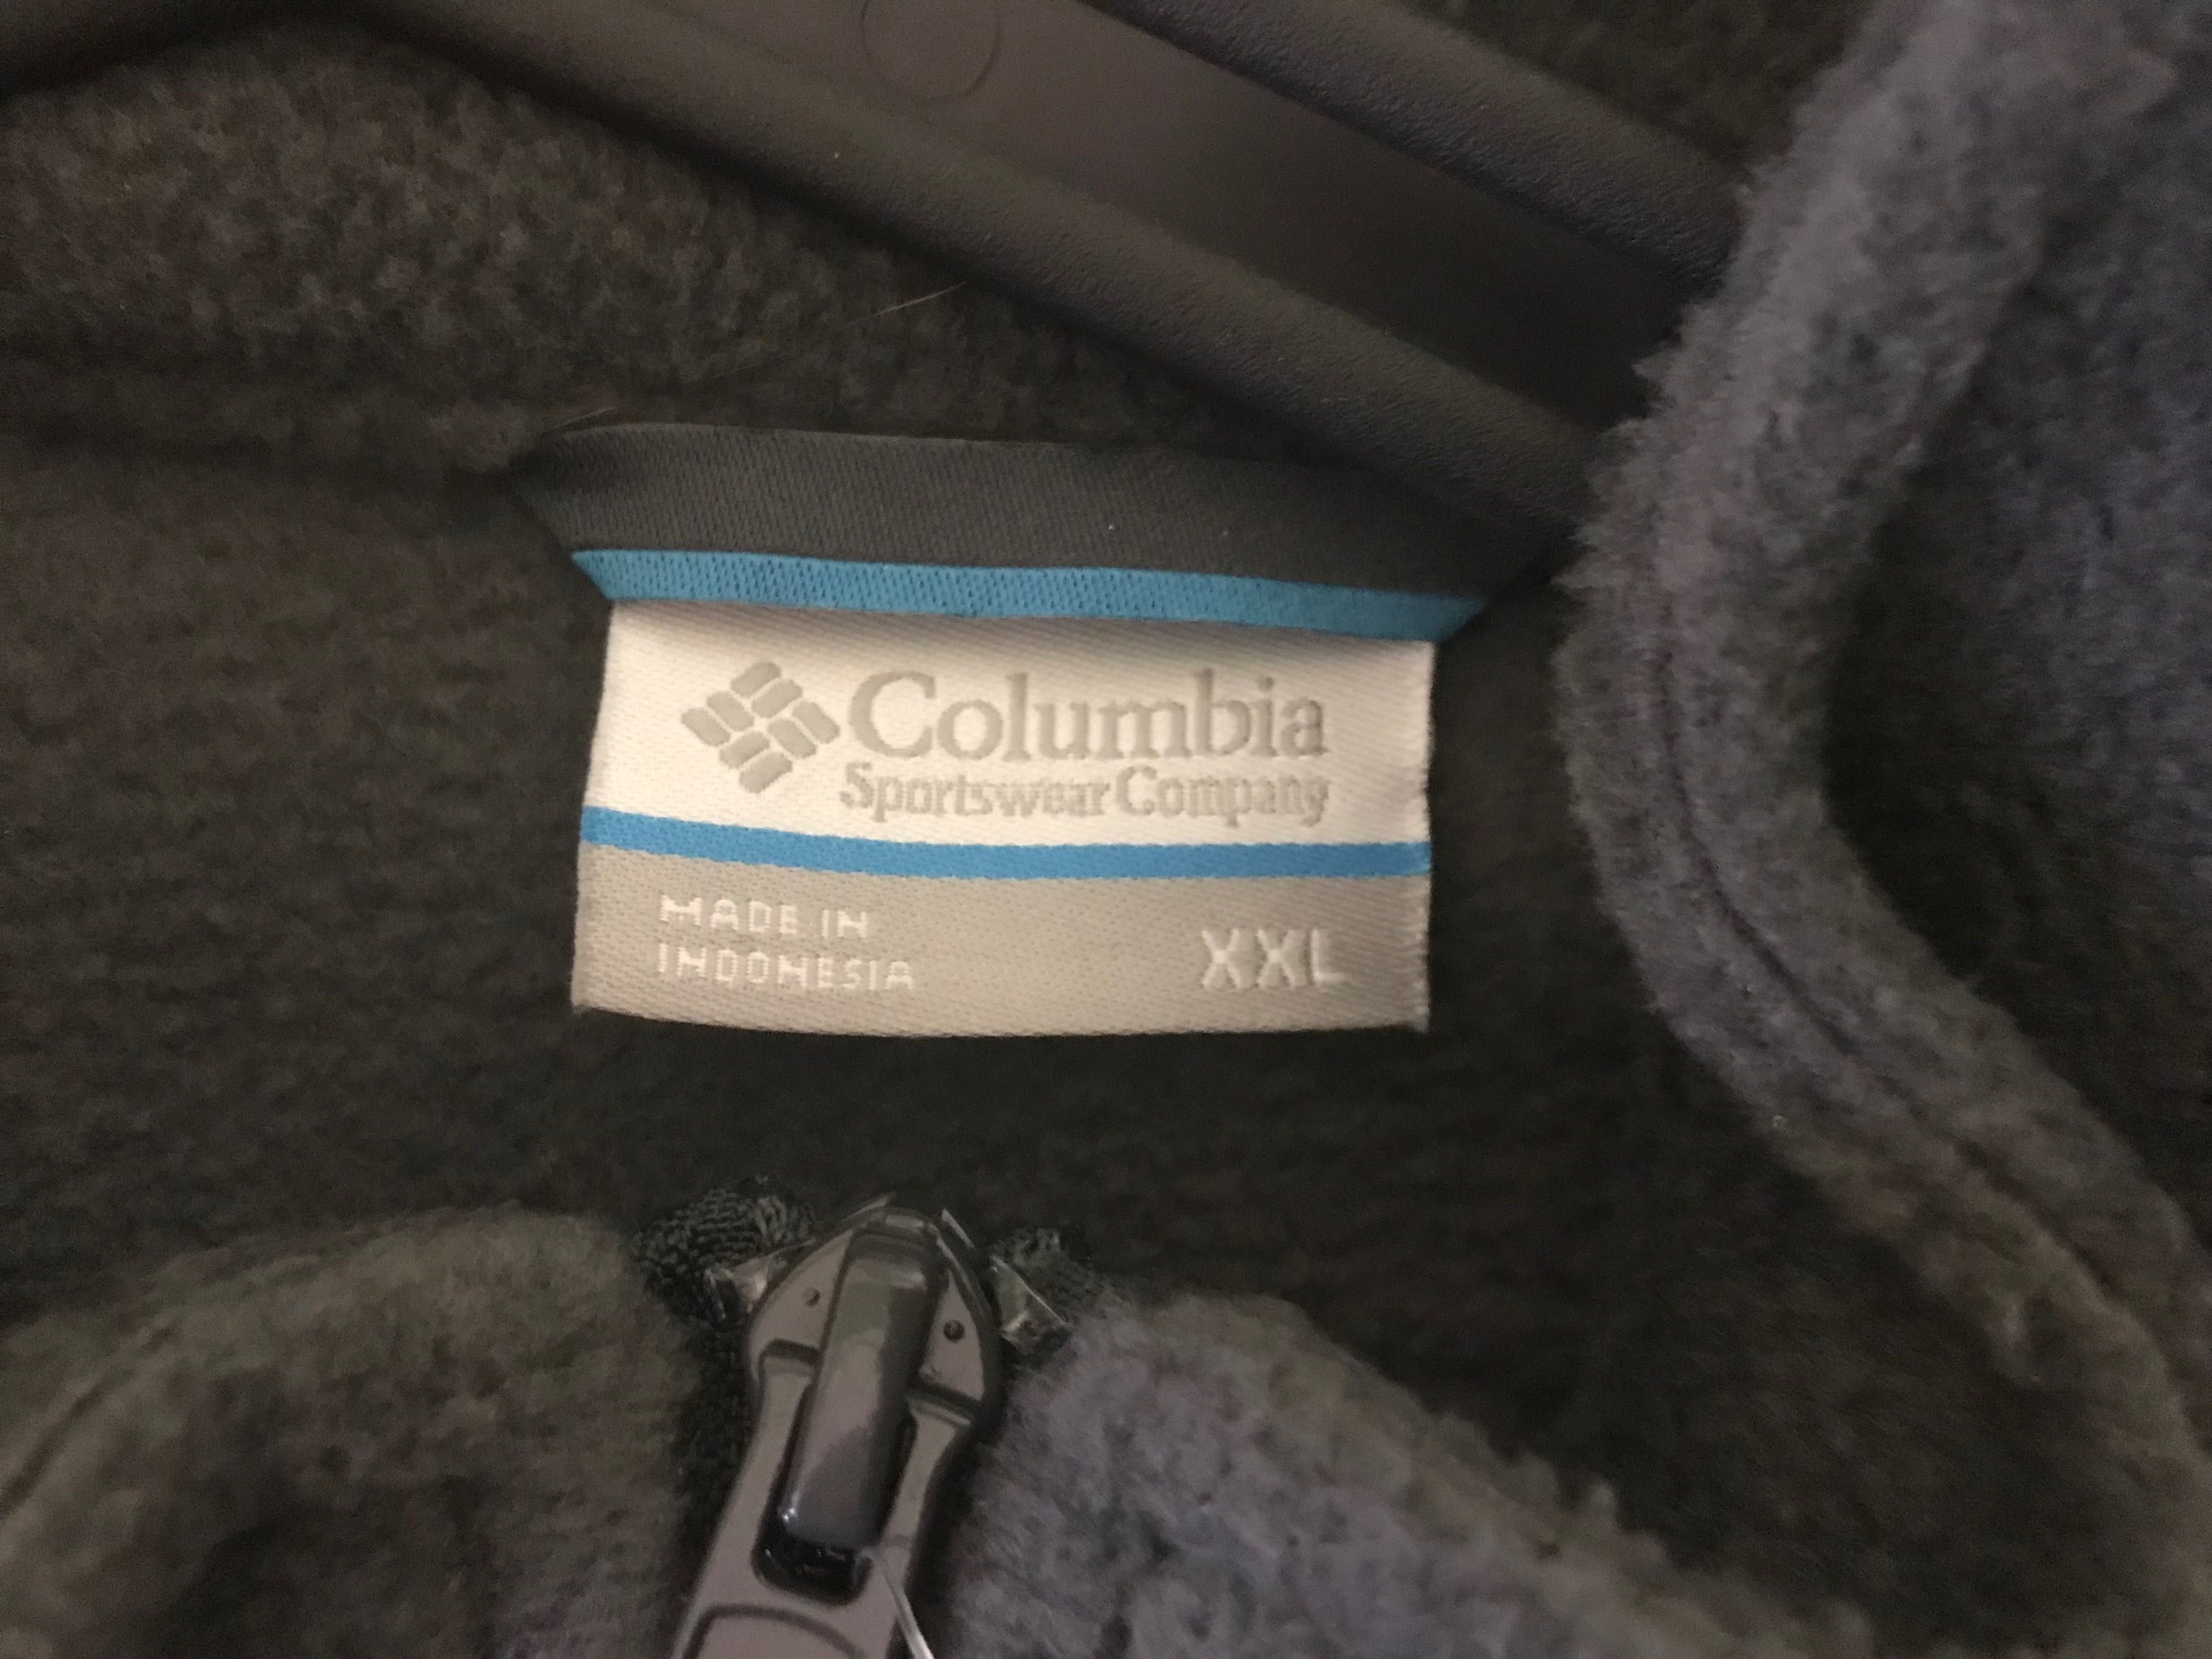 Columbia
Sportswear Company
MADE IN
INDONESIA
XXL